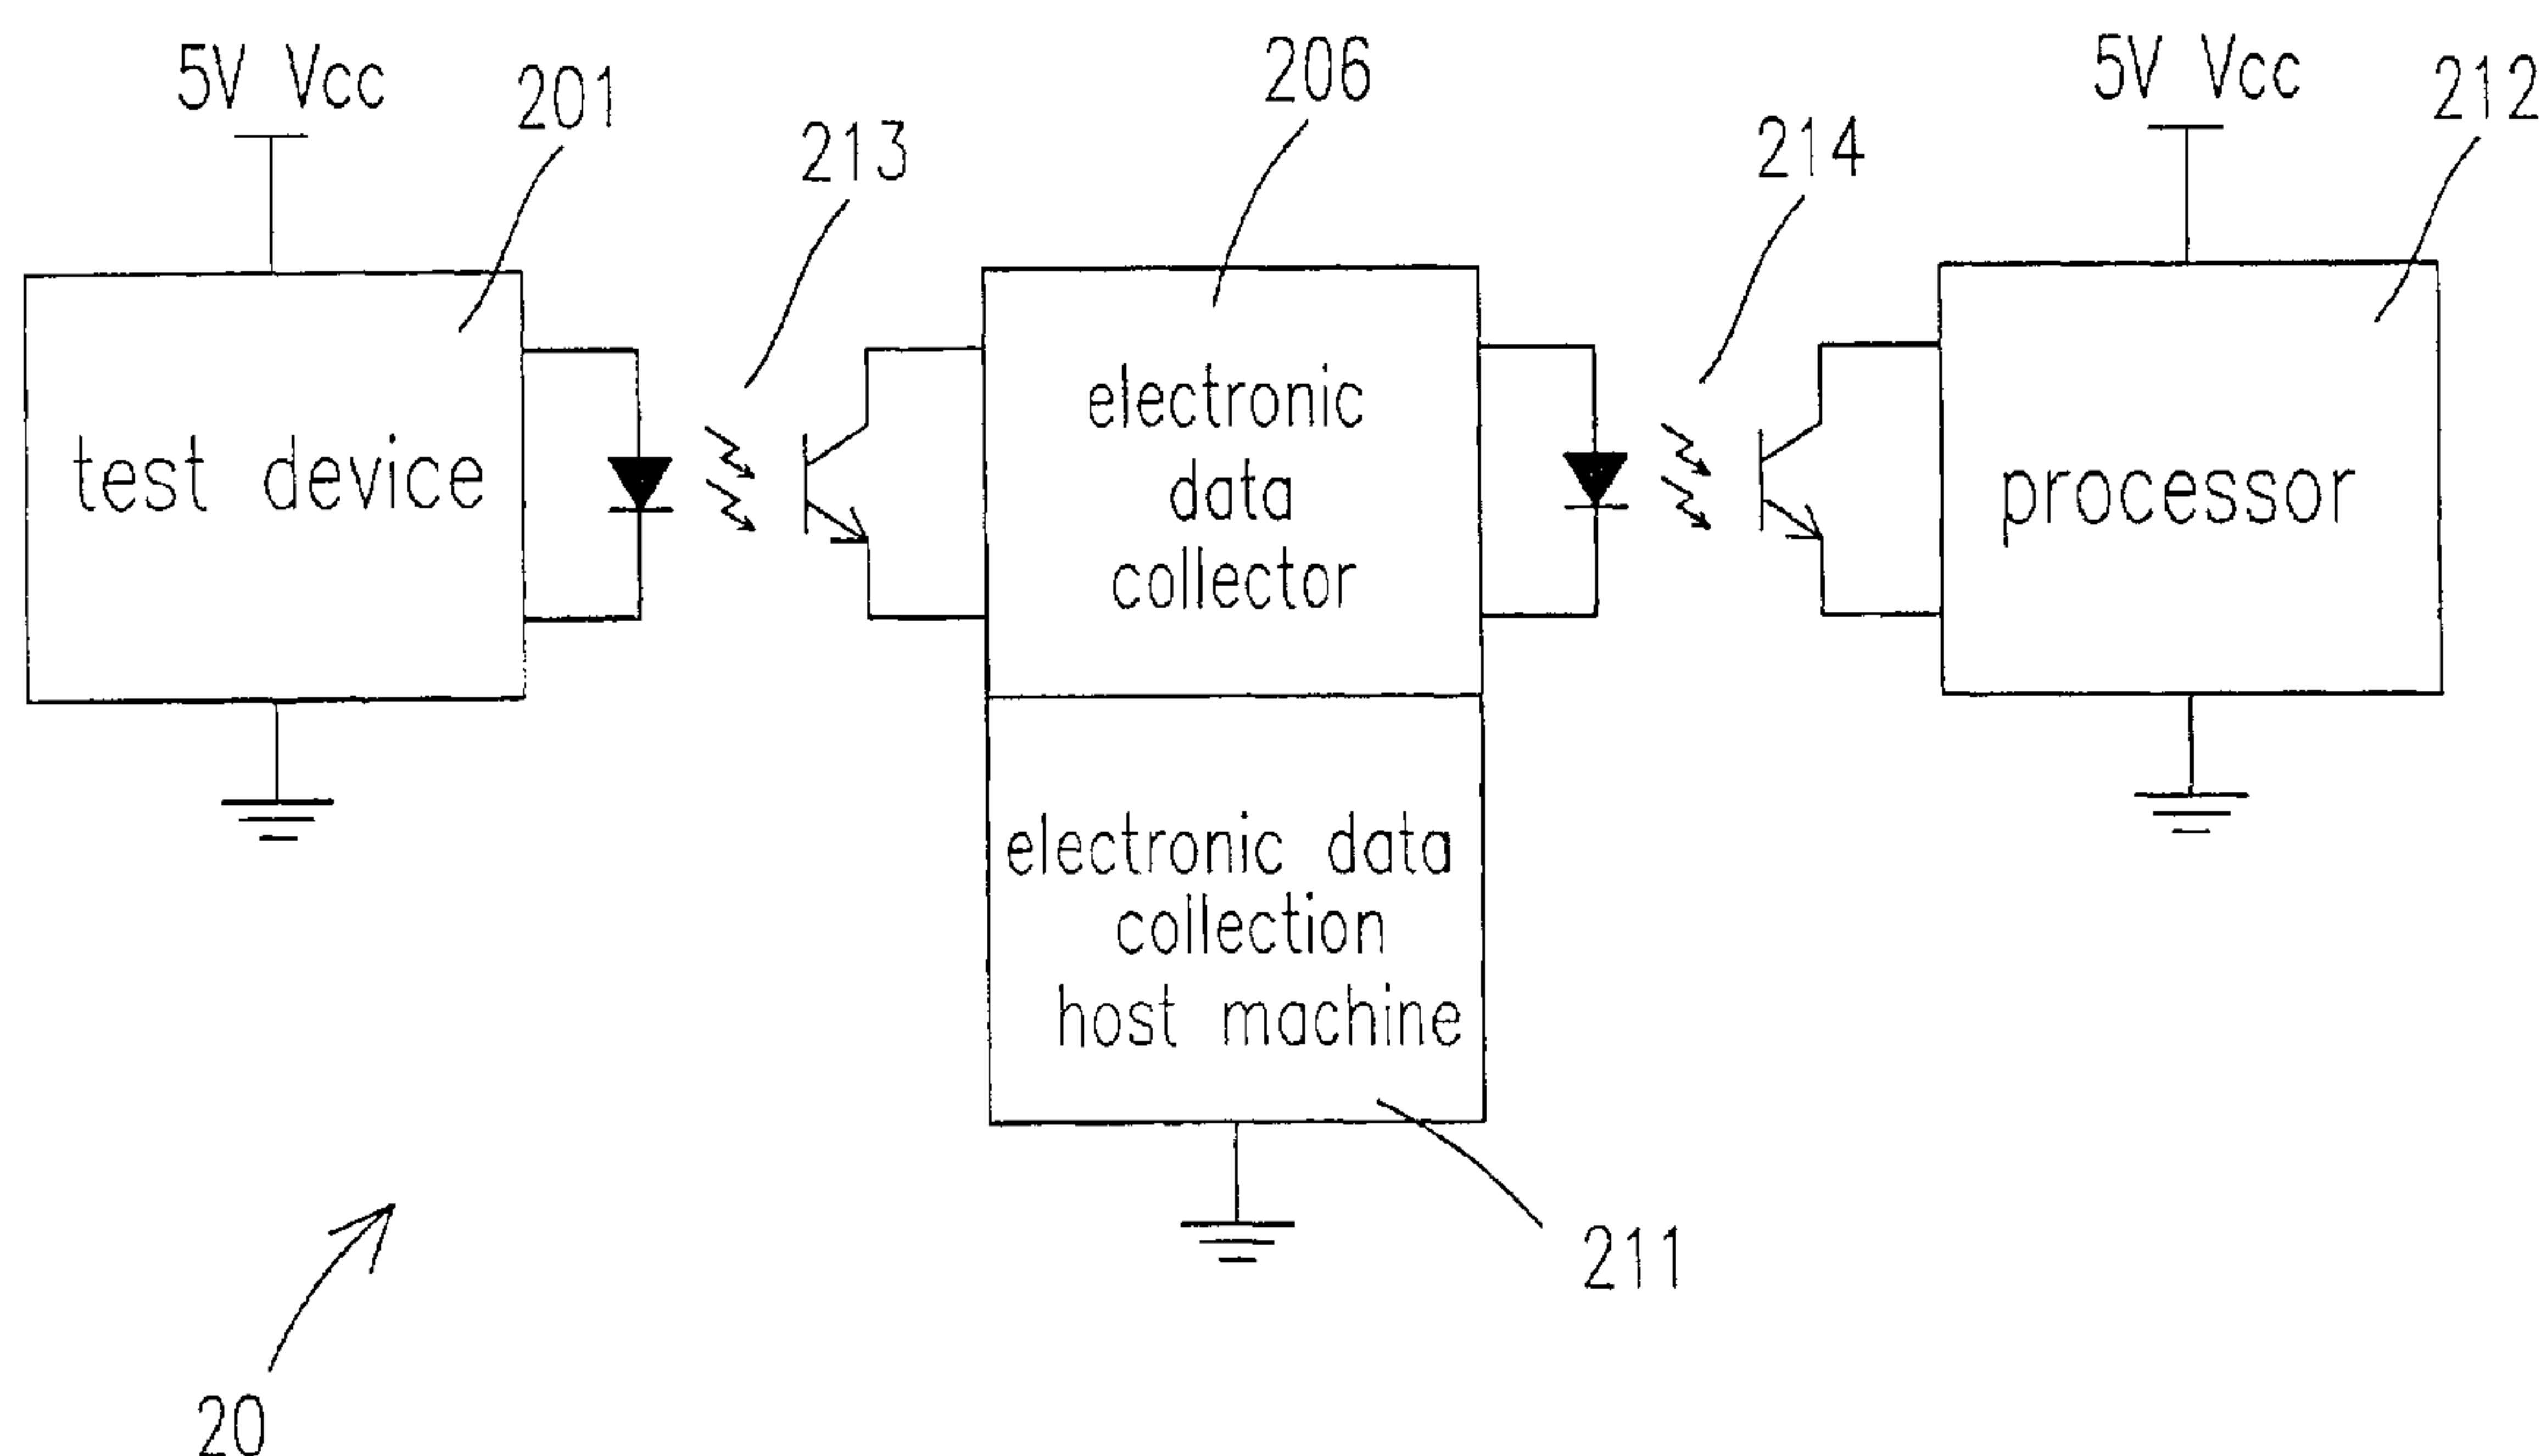 5V Vcc
201
213
206
214
5V Vcc
212
test device
electronic
data
collector
processor
electronic data
collection
host machine
211
20